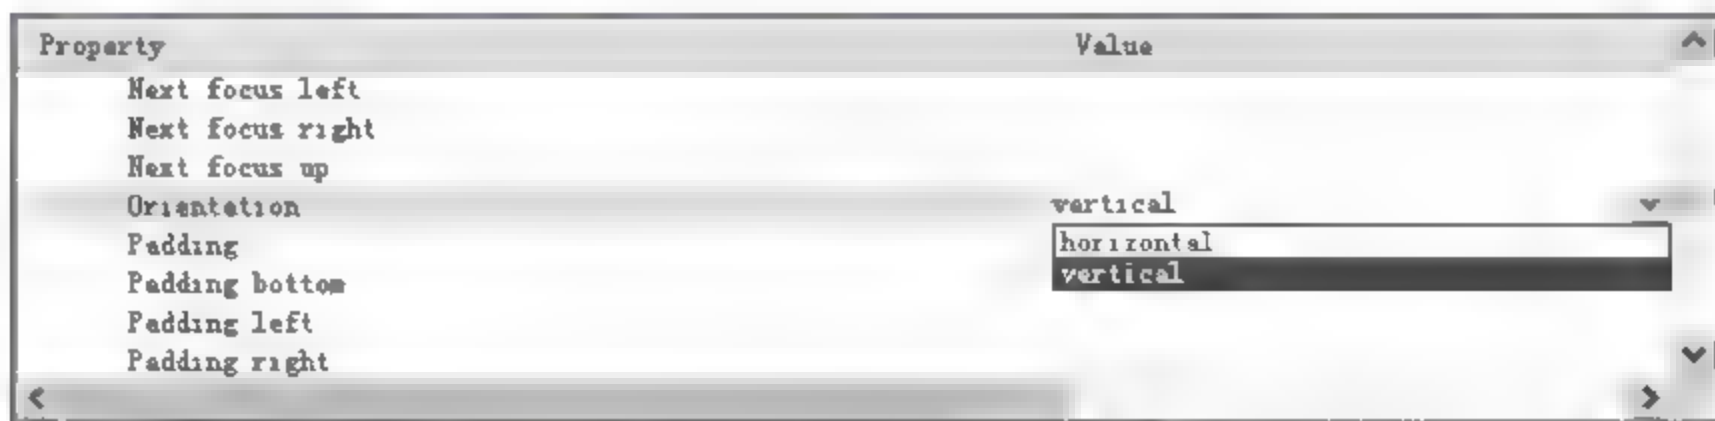 Property Value
Next focus left
Next focus right
Next focus up
Orientation vertical
Padding horizontal
Padding bottom vertical
Padding left
Padding right